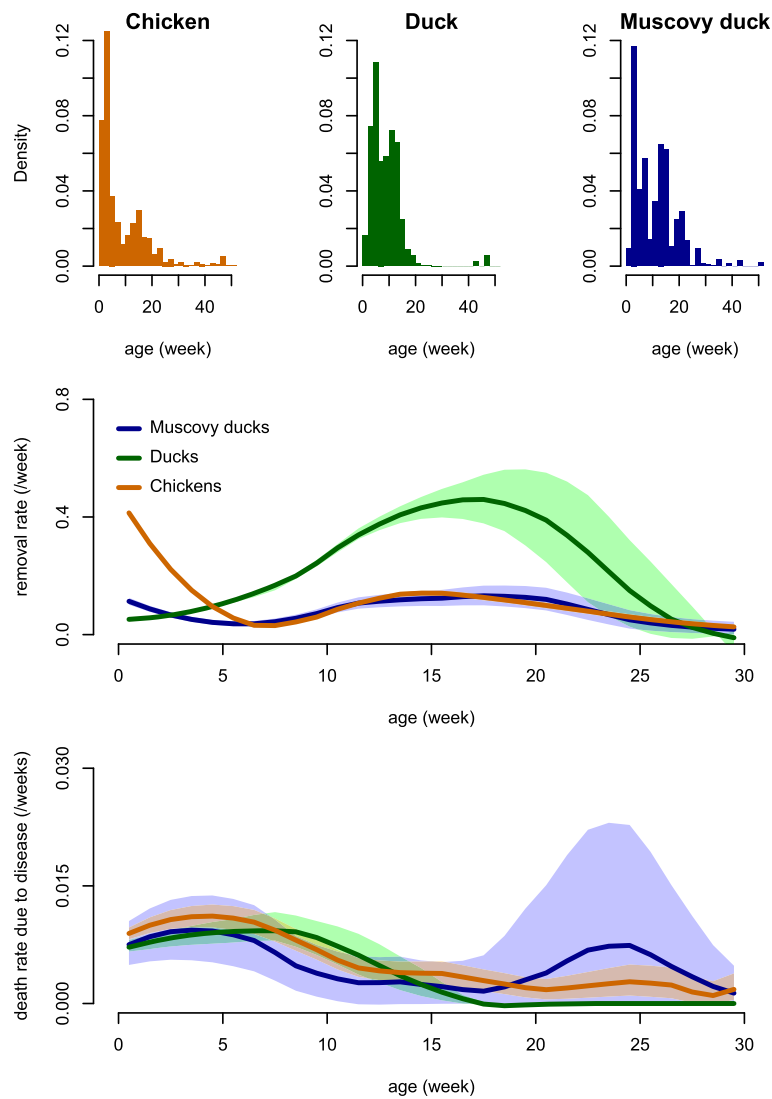 Chicken Duck Muscovy duck
Density
0.00 0.04 0.08 0.12
0.00 0.04 0.08 0.12
0.00 0.04 0.08 0.12
0 20 40
0 20 40
0 20 40
age (week) age (week) age (week)
removal rate (/week)
0.0 0.4 0.8
Muscovy ducks
Ducks
Chickens
0 5 10 15 20 25 30
age (week)
death rate due to disease (/weeks)
0.000 0.015 0.030
0 5 10 15 20 25 30
age (week)